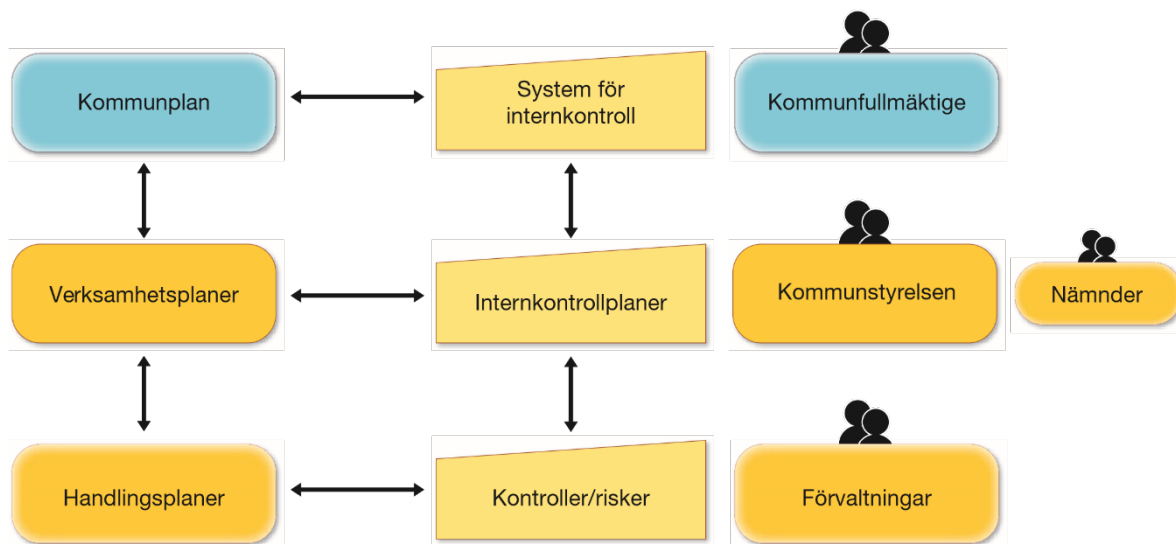 Kommunplan
System för
internkontroll
Kommunfullmäktige
Verksamhetsplaner
Internkontrollplaner
Kommunstyrelsen
Nämnder
Handlingsplaner
Kontroller/risker
Förvaltningar